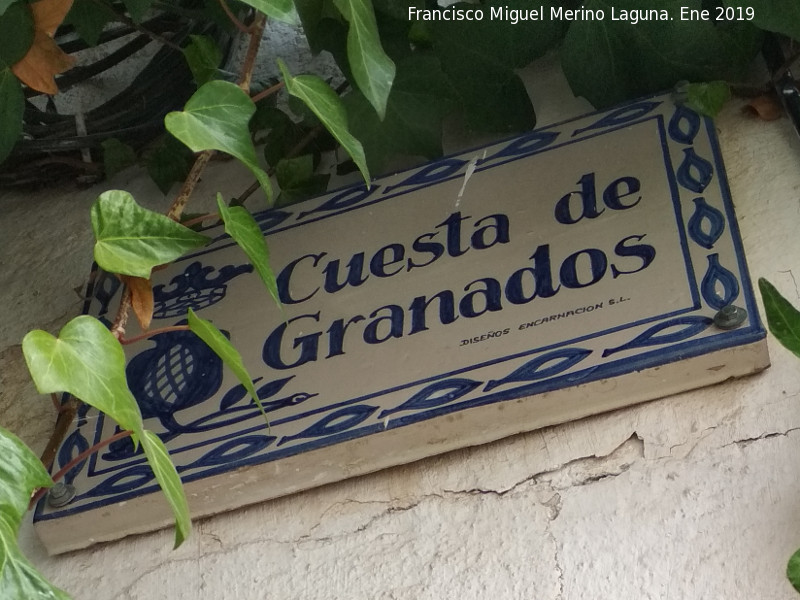 Francisco Miguel Merino Laguna. Ene 2019
Cuesta de
Granados
DISEÑOS ENCARNACION S.L.